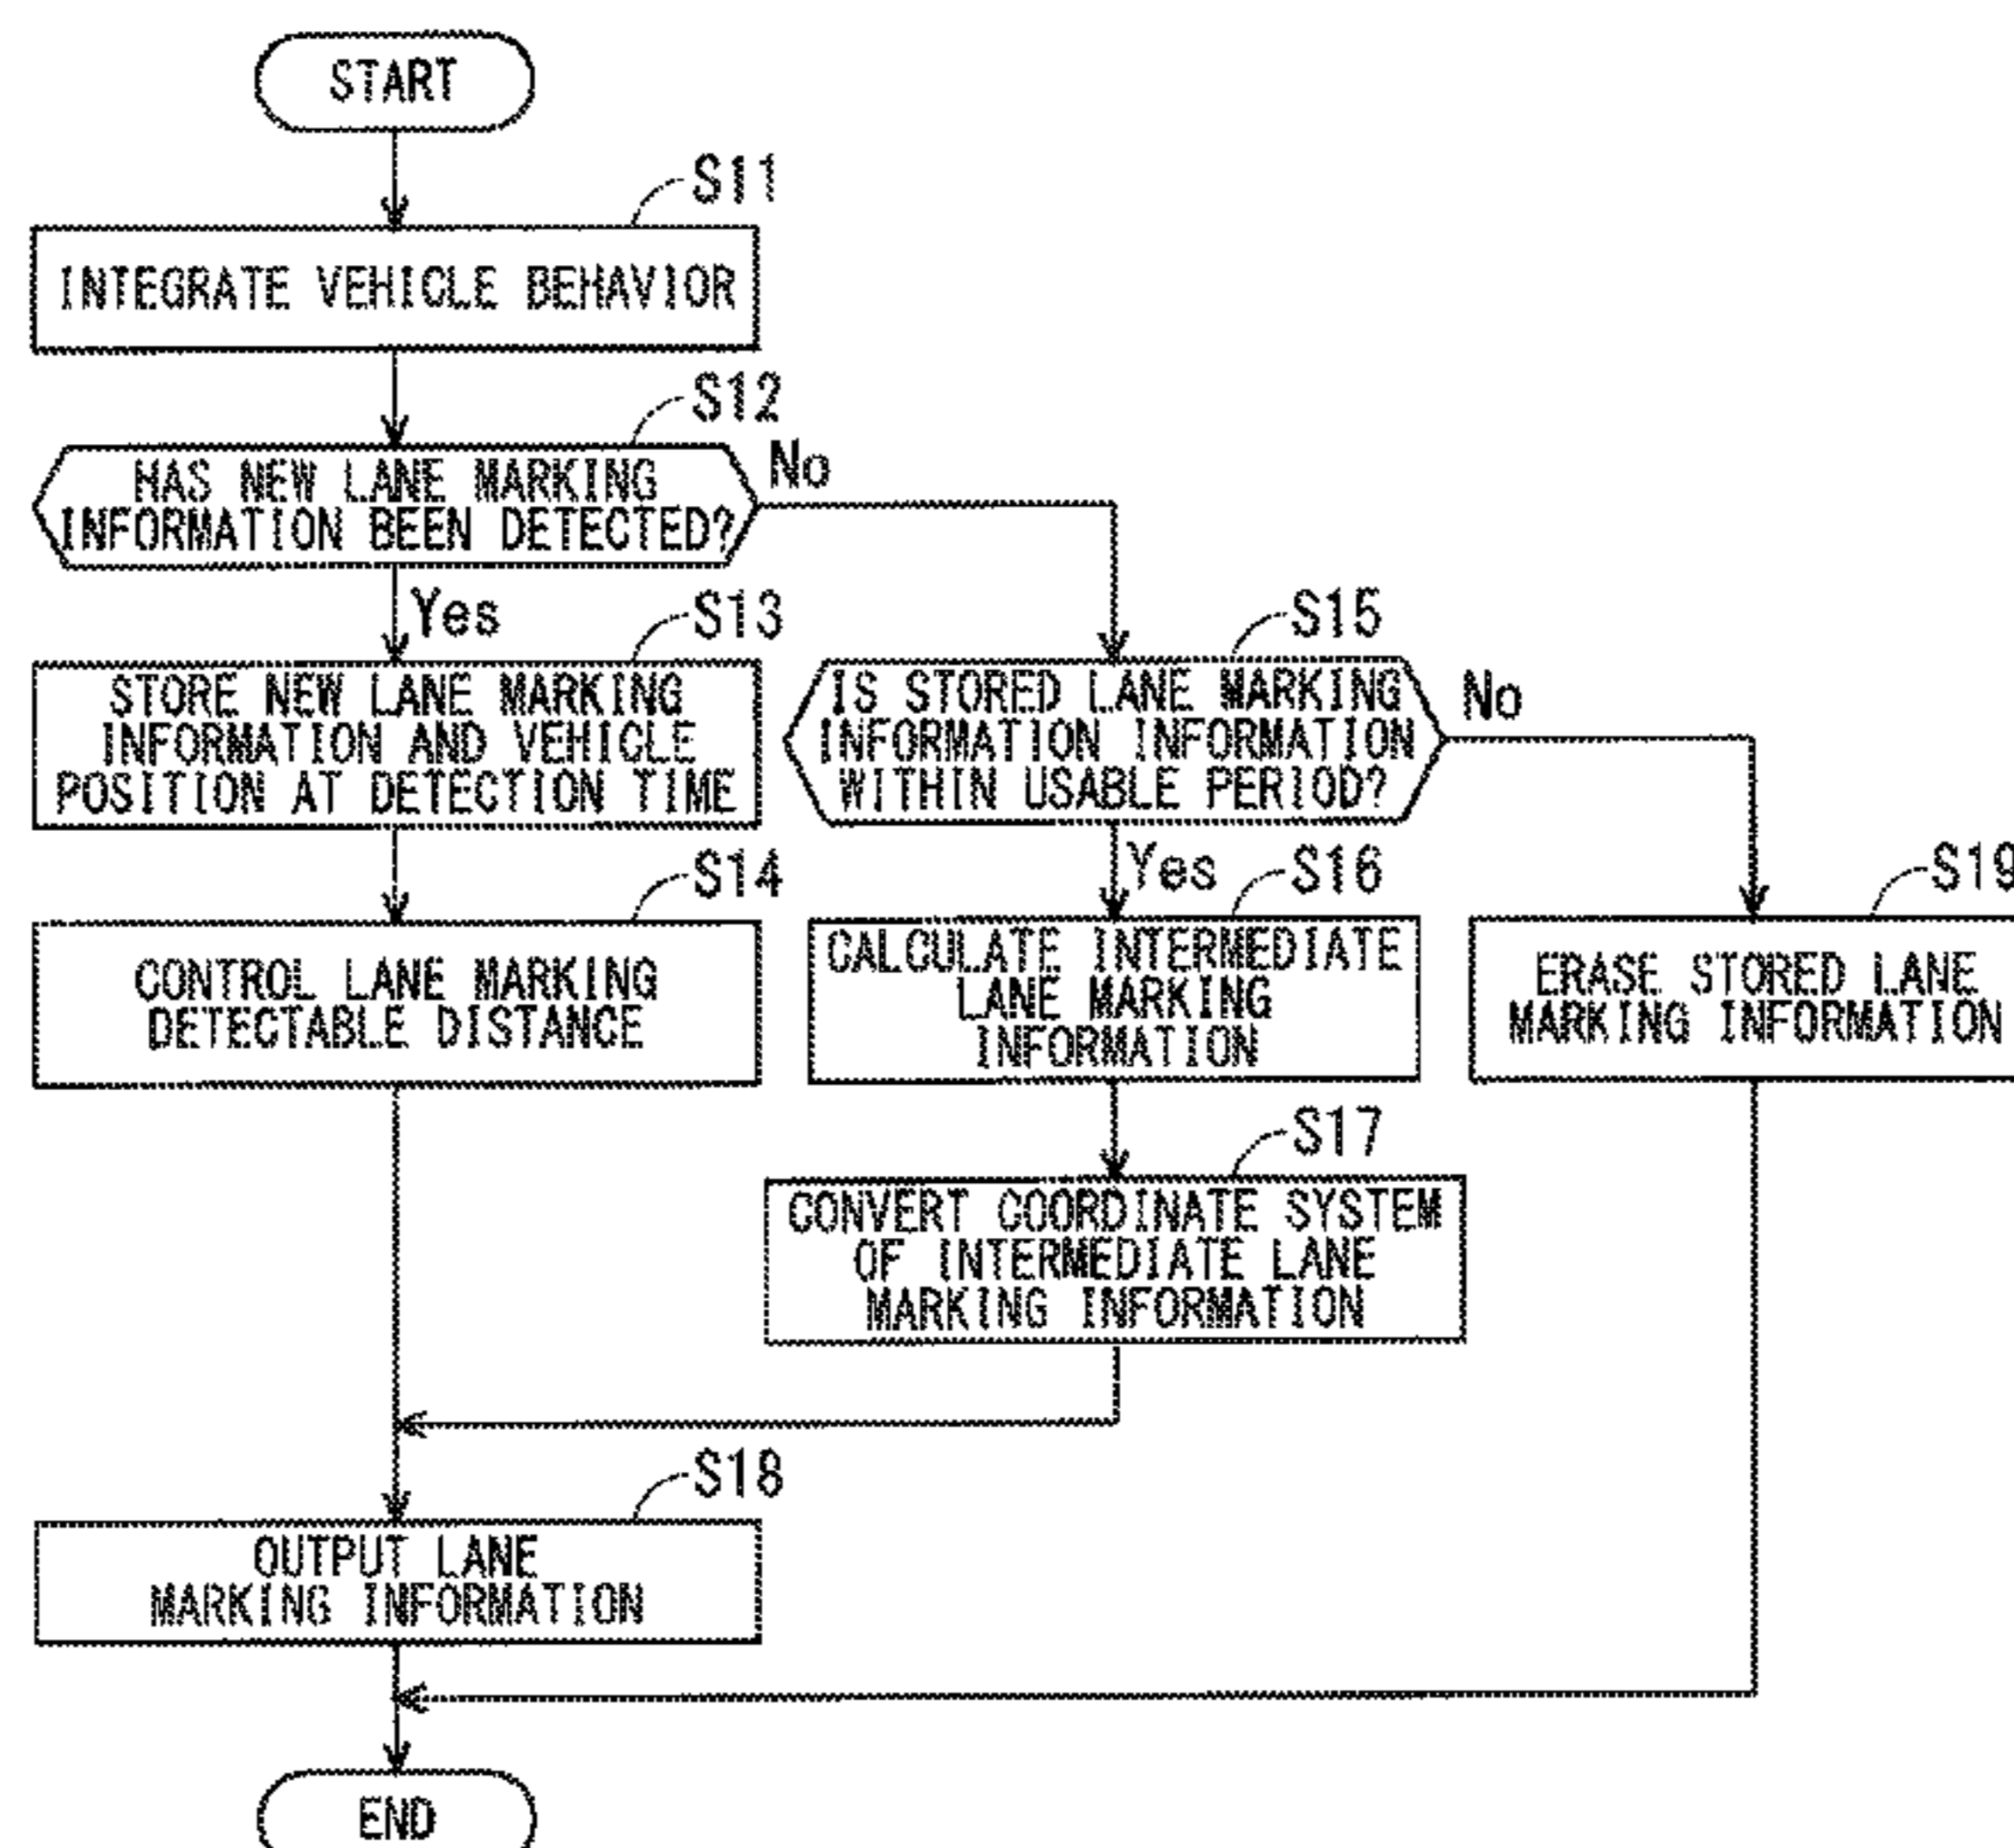 START
S11
INTEGRATE VEHICLE BEHAVIOR
S12
HAS NEW LANE MARKING
INFORMATION BEEN DETECTED?
No
Yes
S13
STORE NEW LANE MARKING
INFORMATION AND VEHICLE
POSITION AT DETECTION TIME
S14
CONTROL LANE MARKING
DETECTABLE DISTANCE
S15
IS STORED LANE MARKING
INFORMATION INFORMATION
WITHIN USABLE PERIOD?
No
Yes
S16
CALCULATE INTERMEDIATE
LANE MARKING
INFORMATION
S19
ERASE STORED LANE
MARKING INFORMATION
S17
CONVERT COORDINATE SYSTEM
OF INTERMEDIATE LANE
MARKING INFORMATION
S18
OUTPUT LANE
MARKING INFORMATION
END